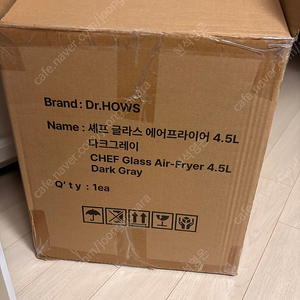 Brand : Dr.HOWS
Name : 셰프 글라스 에어프라이어 4.5L
다크그레이
CHEF Glass Air-Fryer 4.5L
Dark Gray
Q' t y : 1ea